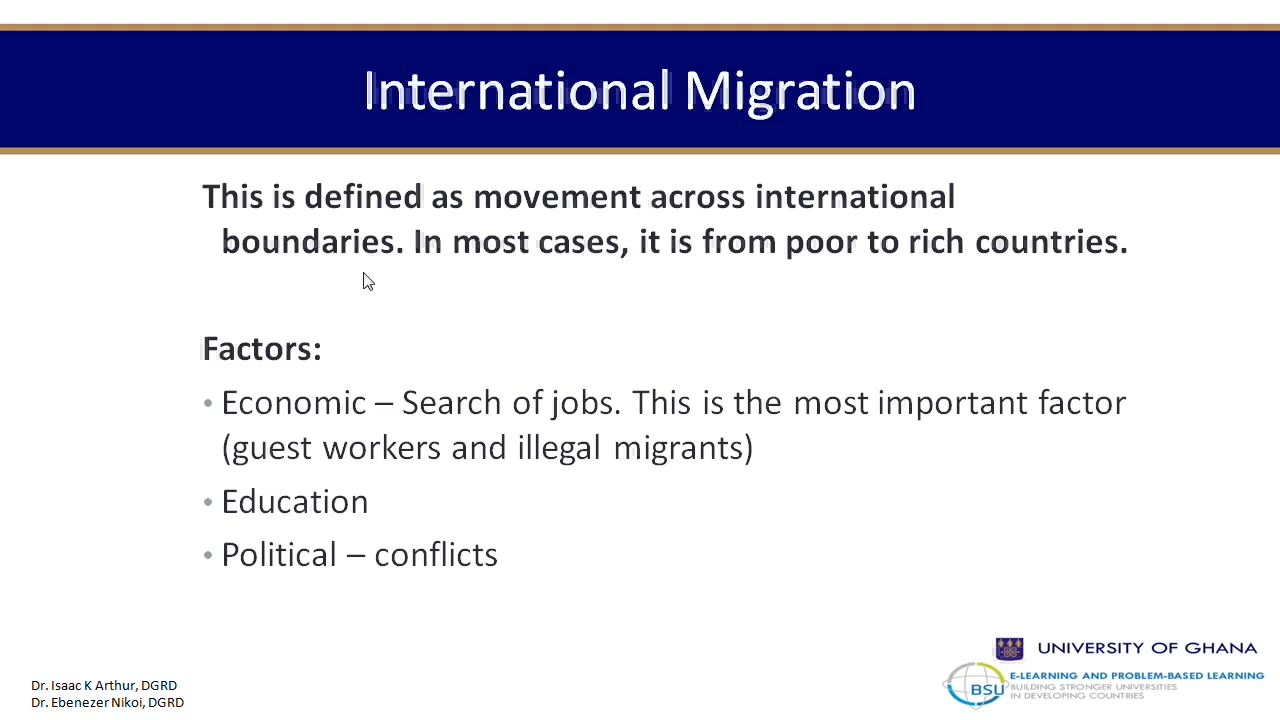 International Migration
This is defined as movement across international
boundaries. In most cases, it is from poor to rich countries.
Factors:
• Economic – Search of jobs. This is the most important factor
(guest workers and illegal migrants)
• Education
• Political – conflicts
UNIVERSITY OF GHANA
BSU
E-LEARNING AND PROBLEM-BASED LEARNING
BUILDING STRONGER UNIVERSITIES
IN DEVELOPING COUNTRIES
Dr. Isaac K Arthur, DGRD
Dr. Ebenezer Nikoi, DGRD